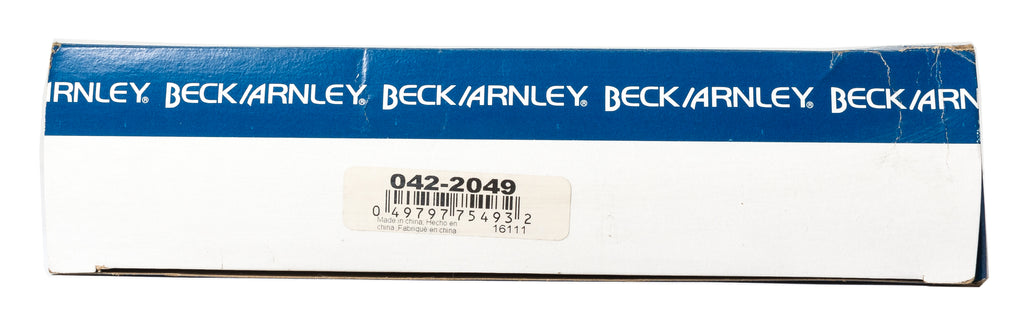 ARNLEY® BECK/ARNLEY® BECK/ARNLEY® BECK/ARNLEY® BECK/ARN
042-2049
0 49797 75493 2
Made in china, Hecho en
china ,Fabriqué en china
16111